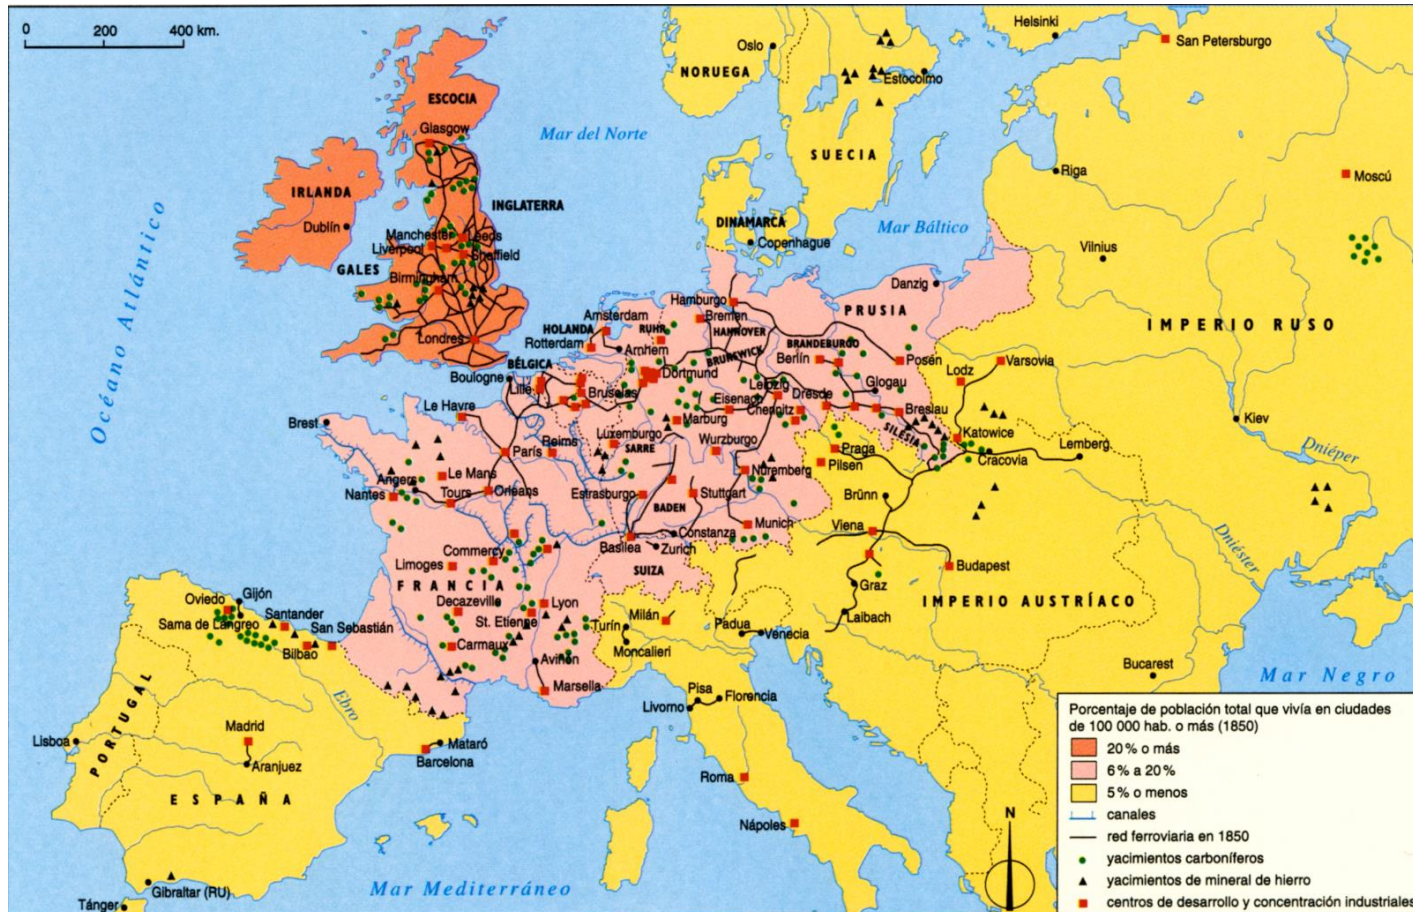 0 200 400 km.
Helsinki
San Petersburgo
Oslo
NORUEGA
Estocolmo
ESCOCIA
Glasgow
Mar del Norte
SUECIA
Riga
Moscú
IRLANDA
INGLATERRA
Dublín
DINAMARCA
Mar Báltico
Manchester
Leeds
Liverpool
Sheffield
Copenhague
Vilnius
GALES
Birmingham
Danzig
Océano Atlántico
Hamburgo
PRUSIA
Amsterdam
Bremen
HOLANDA
RUHR
HANNOVER
IMPERIO RUSO
Londres
Rotterdam
Arnhem
BRUNSWICK
BRANDEBURGO
Berlín
Posen
Varsovia
BÉLGICA
Boulogne
Lille
Dortmund
Lodz
Bruselas
Leipzig
Dresde
Glogau
Eisenach
Chemnitz
Le Havre
Marburg
Breslau
Kiev
Brest
SILESIA
Katowice
Luxemburgo
Reims
SARRE
Wurzburgo
Praga
Lemberg
Dniéper
París
Cracovia
Pilsen
Nüremberg
Le Mans
Angers
Nantes
Tours
Orleans
Estrasburgo
Stuttgart
Brünn
BADEN
Munich
Viena
Constanza
Dniéster
Basilea
Zurich
Commercy
Limoges
Budapest
SUIZA
FRANCIA
Graz
IMPERIO AUSTRÍACO
Gijón
Oviedo
Decazeville
Lyon
Laibach
Santander
Sama de Langreo
San Sebastián
St. Etienne
Milán
Turín
Padua
Venecia
Bilbao
Carmaux
Moncalieri
Aviñón
Bucarest
Marsella
Mar Negro
PORTUGAL
Ebro
Pisa
Florencia
Livorno
Madrid
Lisboa
Mataró
Barcelona
Aranjuez
Roma
ESPAÑA
Nápoles
Mar Mediterráneo
Gibraltar (RU)
Tánger
N
Porcentaje de población total que vivía en ciudades
de 100 000 hab. o más (1850)
20% o más
6% a 20%
5% o menos
canales
red ferroviaria en 1850
yacimientos carboníferos
yacimientos de mineral de hierro
centros de desarrollo y concentración industriales